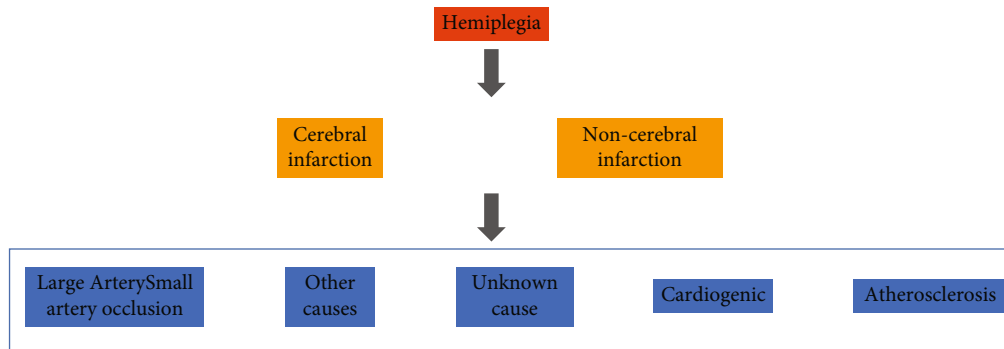 Hemiplegia
Cerebral
infarction
Non-cerebral
infarction
Large ArterySmall
artery occlusion
Other
causes
Unknown
cause
Cardiogenic
Atherosclerosis